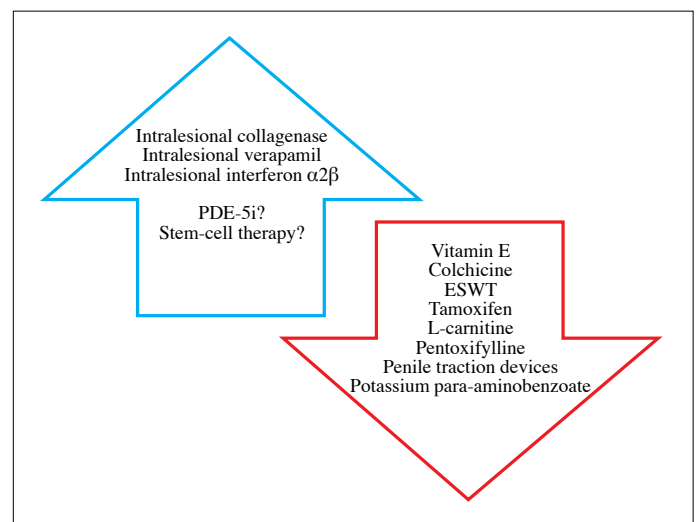 Intralesional collagenase
Intralesional verapamil
Intralesional interferon α2β
PDE-5i?
Stem-cell therapy?
Vitamin E
Colchicine
ESWT
Tamoxifen
L-carnitine
Pentoxifylline
Penile traction devices
Potassium para-aminobenzoate